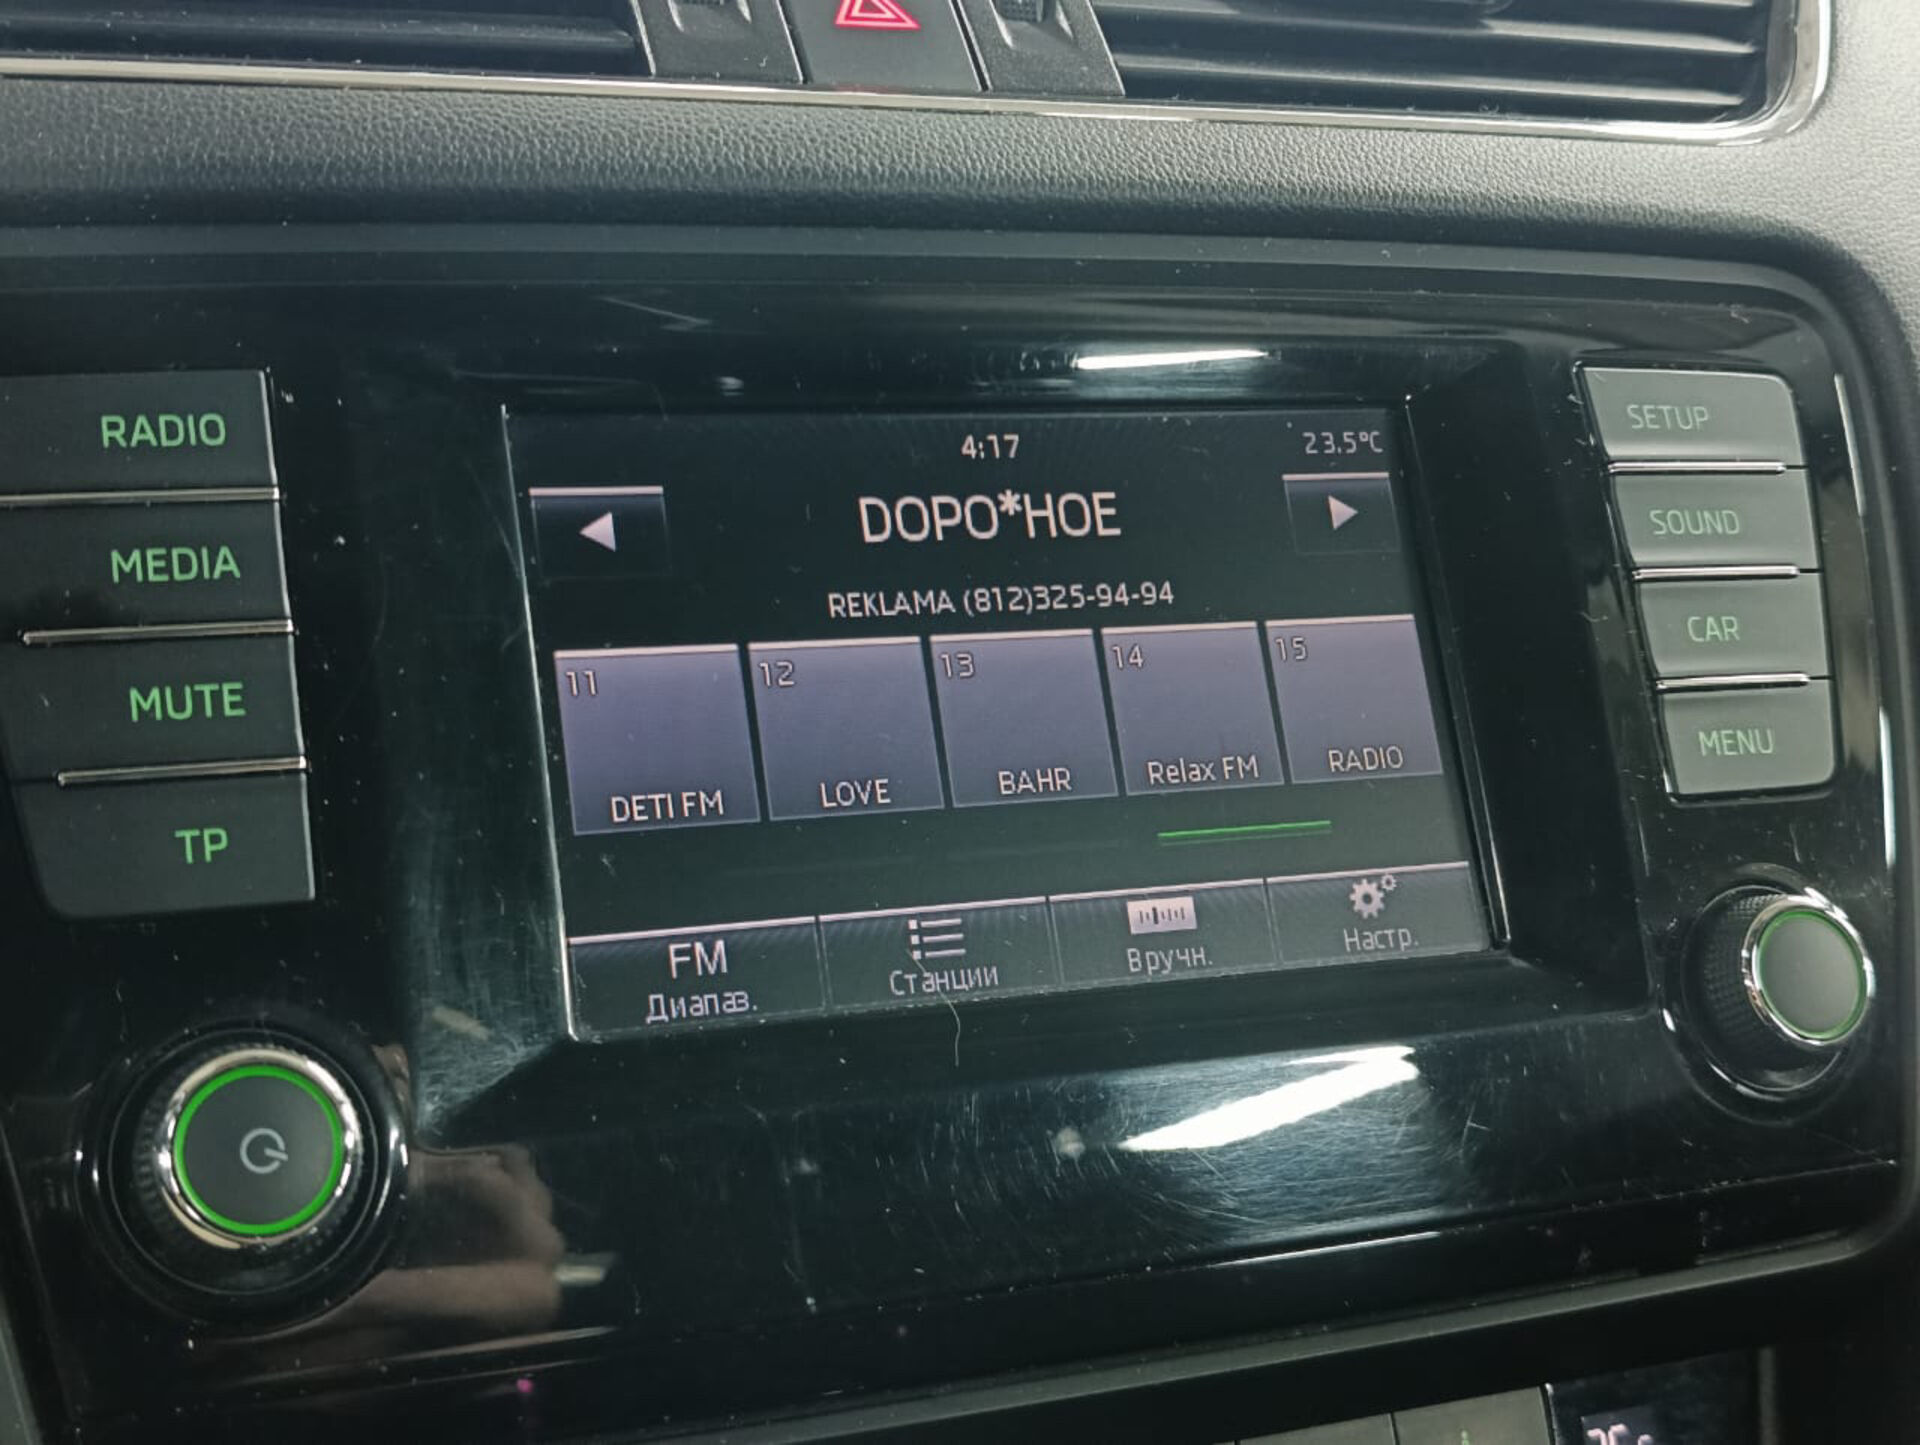 RADIO
MEDIA
MUTE
TP
4:17
23.5°C
DOPO*HOE
REKLAMA (812)325-94-94
11
DETI FM
12
LOVE
13
BAHR
14
Relax FM
15
RADIO
FM
Диапаз.
Станции
Вручн.
Настр.
SETUP
SOUND
CAR
MENU